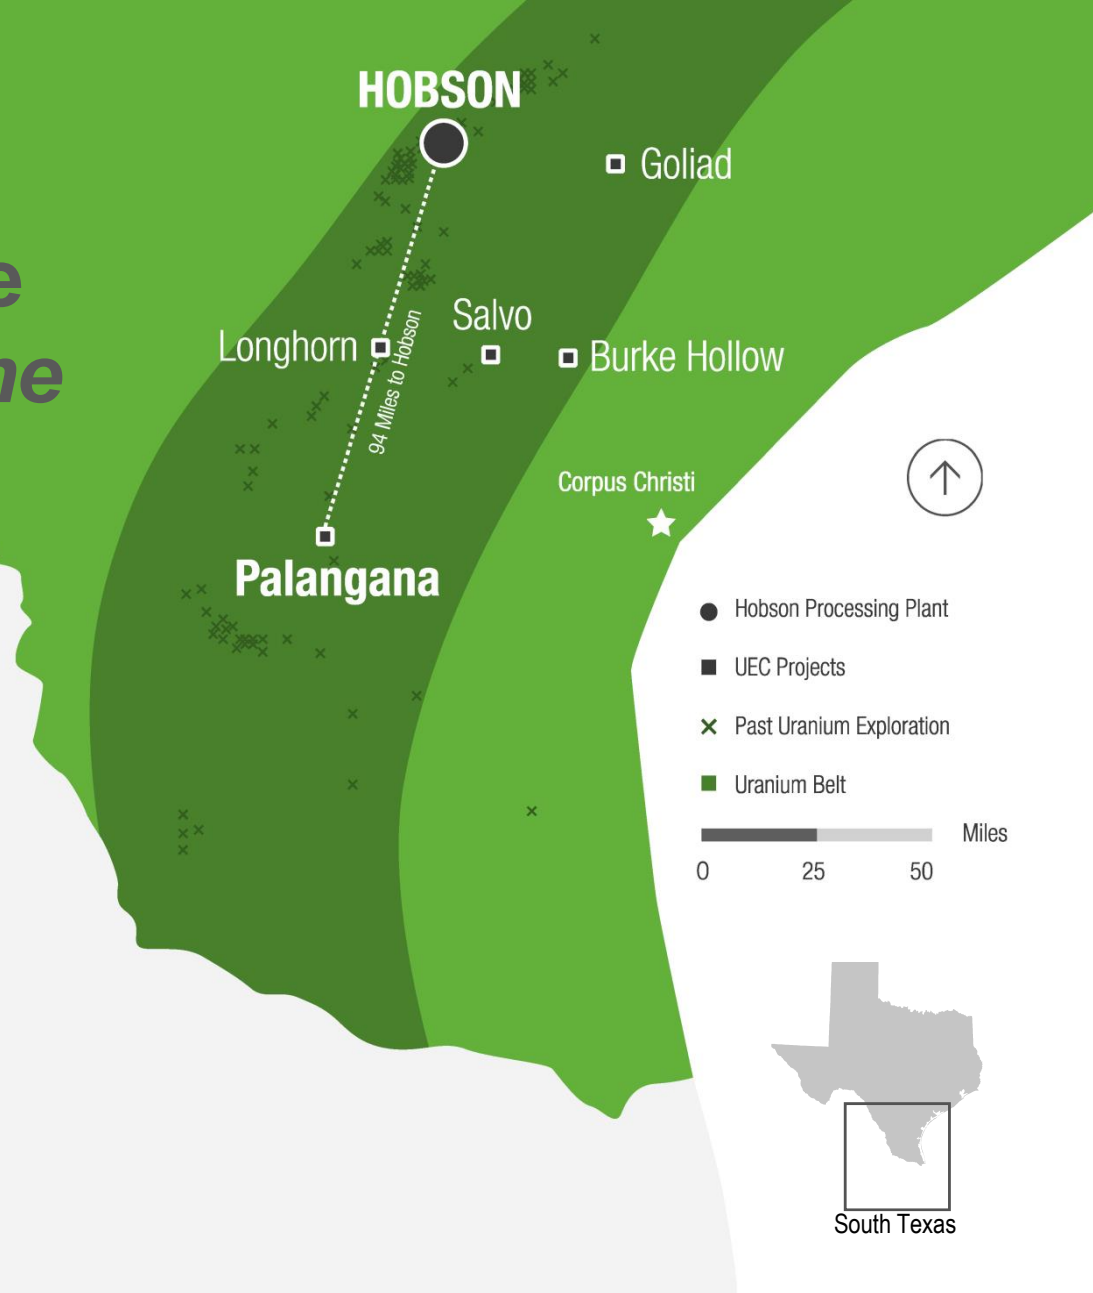 HOBSON
Goliad
Salvo
Longhorn
Burke Hollow
94 Miles to Hobson
Corpus Christi
Palangana
Hobson Processing Plant
UEC Projects
Past Uranium Exploration
Uranium Belt
Miles
0 25 50
South Texas